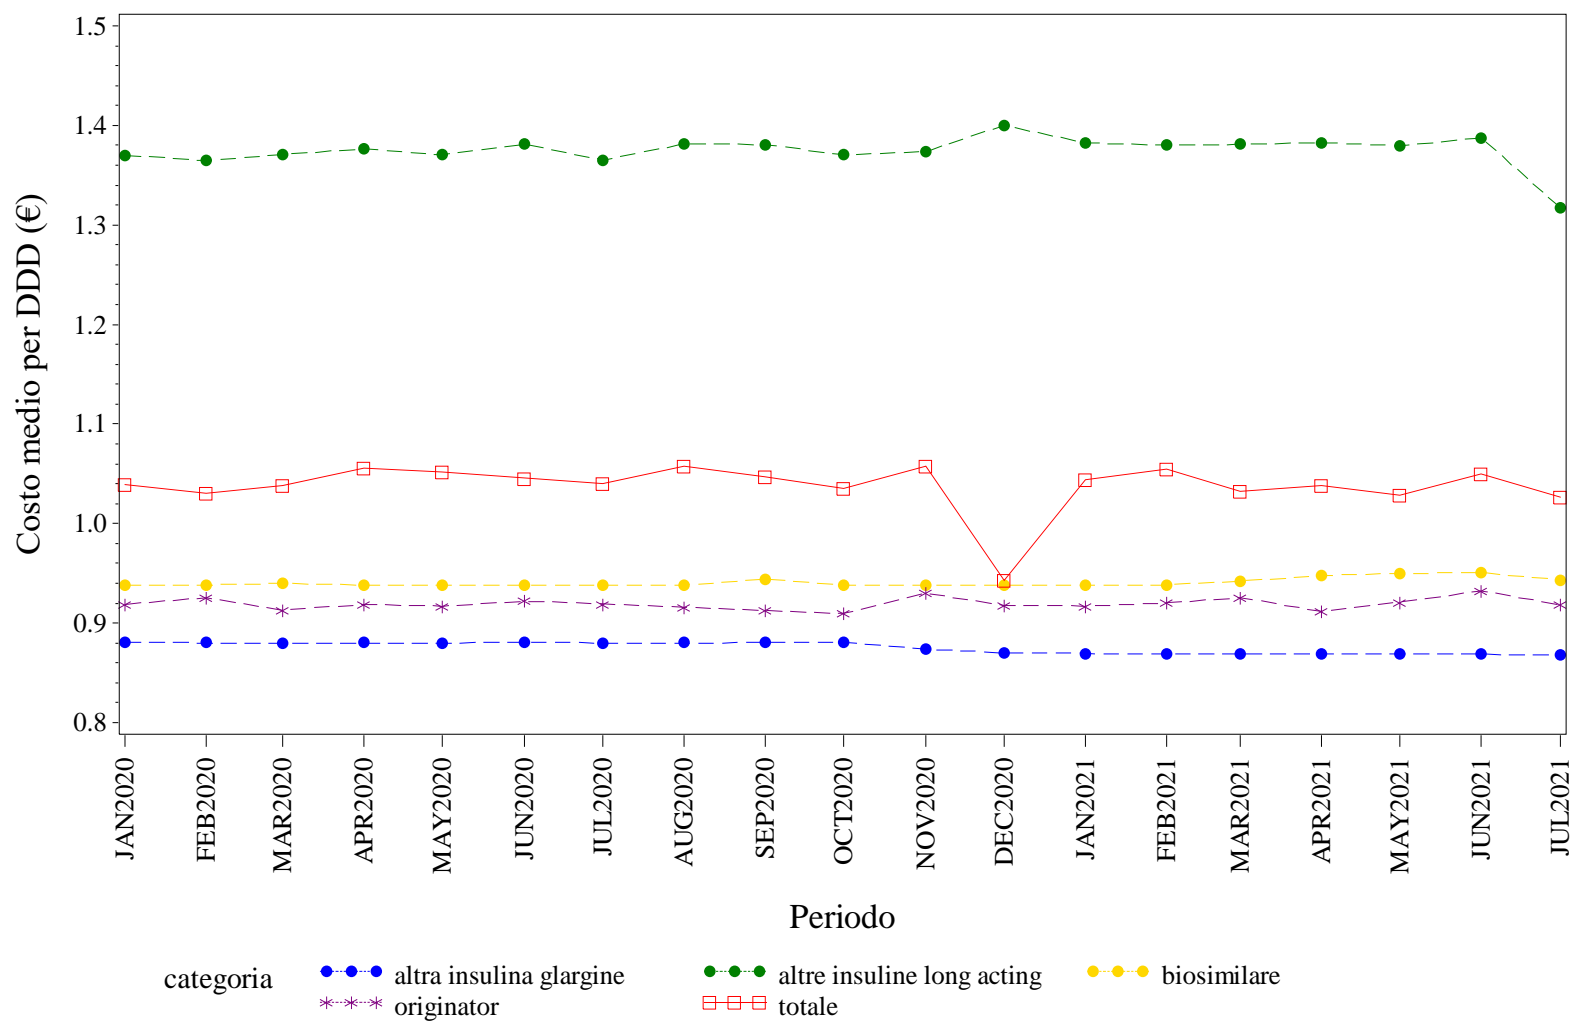 Costo medio per DDD (€)
1.5
1.4
1.3
1.2
1.1
1.0
0.9
0.8
JAN2020
FEB2020
MAR2020
APR2020
MAY2020
JUN2020
JUL2020
AUG2020
SEP2020
OCT2020
NOV2020
DEC2020
JAN2021
FEB2021
MAR2021
APR2021
MAY2021
JUN2021
JUL2021
Periodo
categoria altra insulina glargine altre insuline long acting biosimilare
originator totale